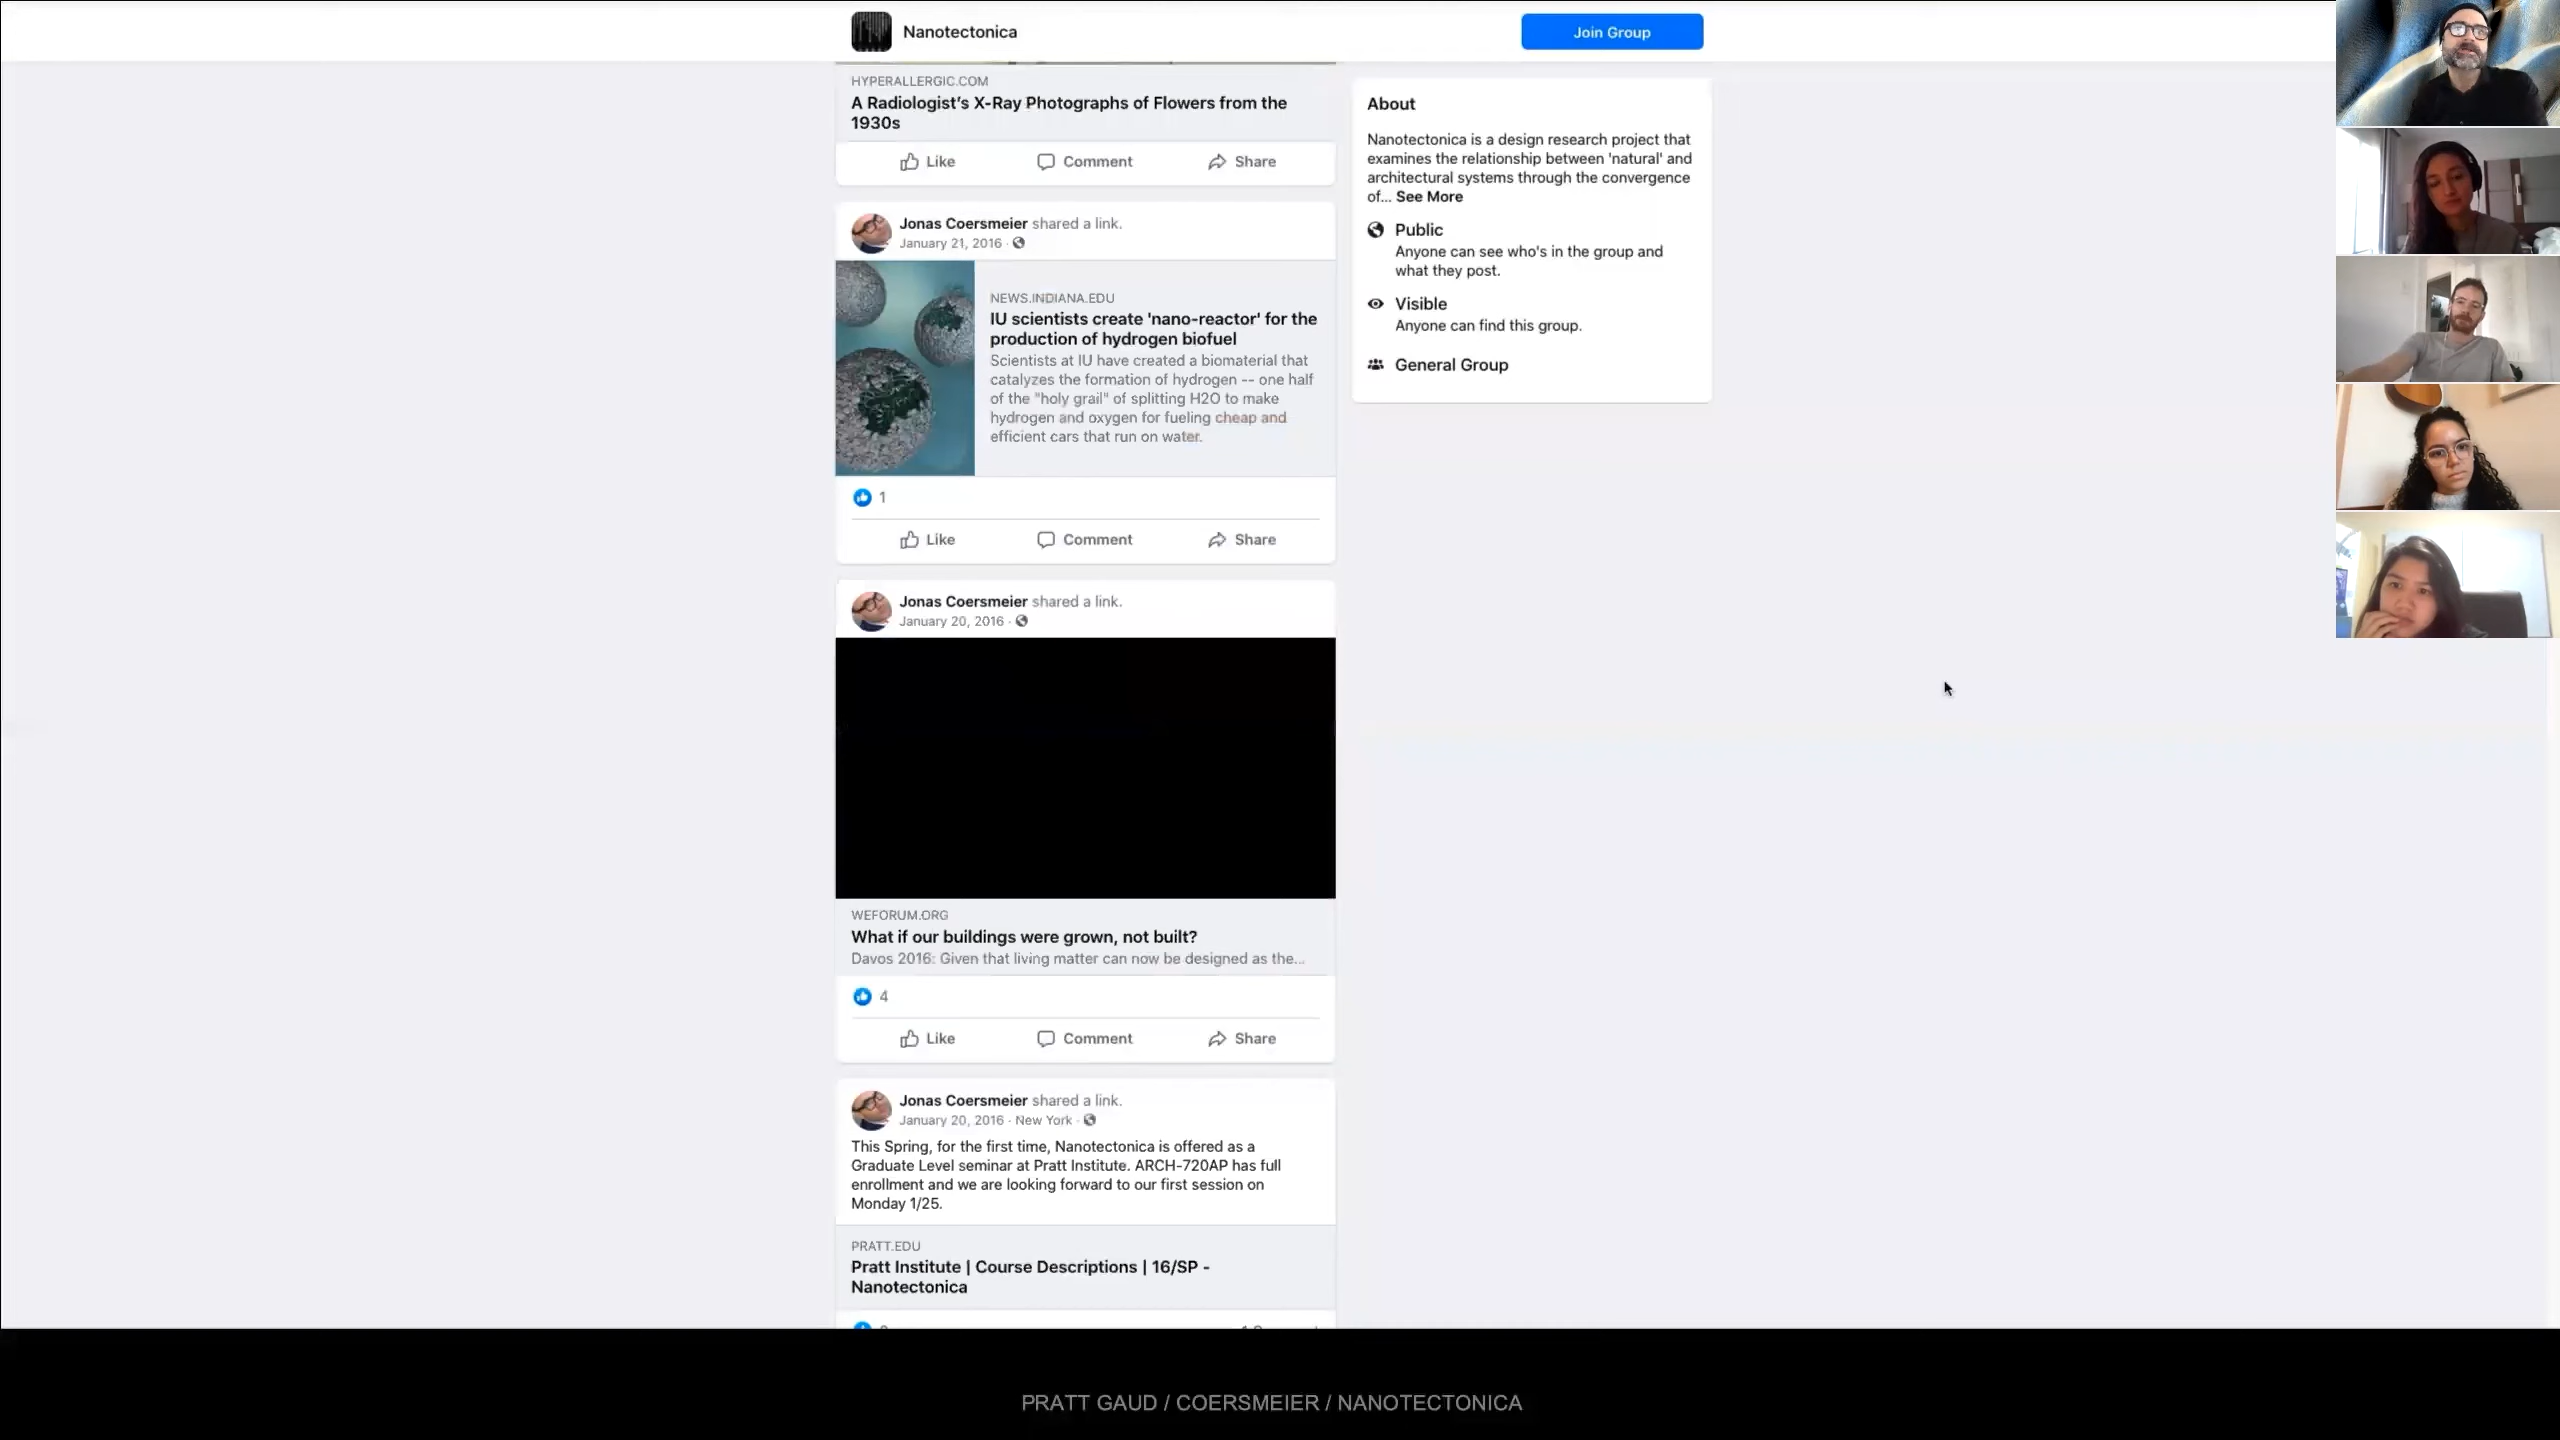 Nanotectonica
Join Group
HYPERALLERGIC.COM
A Radiologist's X-Ray Photographs of Flowers from the
1930s
Like Comment Share
Jonas Coersmeier shared a link.
January 21, 2016 ·
NEWS.INDIANA.EDU
IU scientists create 'nano-reactor' for the
production of hydrogen biofuel
Scientists at IU have created a biomaterial that
catalyzes the formation of hydrogen -- one half
of the "holy grail" of splitting H2O to make
hydrogen and oxygen for fueling cheap and
efficient cars that run on water.
1
Like Comment Share
Jonas Coersmeier shared a link.
January 20, 2016 ·
WEFORUM.ORG
What if our buildings were grown, not built?
Davos 2016: Given that living matter can now be designed as the...
4
Like Comment Share
Jonas Coersmeier shared a link.
January 20, 2016 · New York ·
This Spring, for the first time, Nanotectonica is offered as a
Graduate Level seminar at Pratt Institute. ARCH-720AP has full
enrollment and we are looking forward to our first session on
Monday 1/25.
PRATT.EDU
Pratt Institute | Course Descriptions | 16/SP -
Nanotectonica
About
Nanotectonica is a design research project that
examines the relationship between 'natural' and
architectural systems through the convergence
of... See More
Public
Anyone can see who's in the group and
what they post.
Visible
Anyone can find this group.
General Group
PRATT GAUD / COERSMEIER / NANOTECTONICA